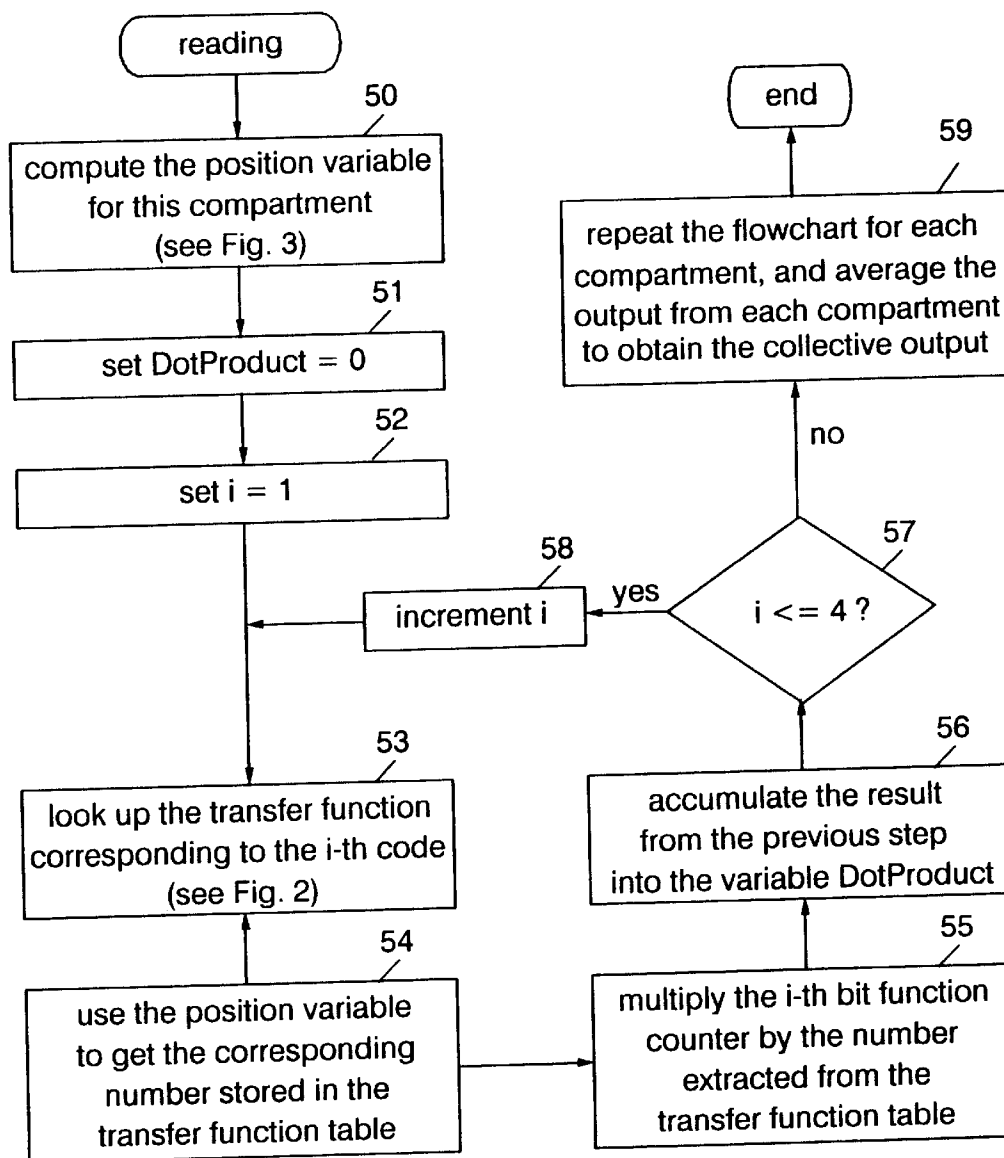 reading
50
compute the position variable
for this compartment
(see Fig. 3)
51
set DotProduct = 0
52
set i = 1
53
look up the transfer function
corresponding to the i-th code
(see Fig. 2)
54
use the position variable
to get the corresponding
number stored in the
transfer function table
55
multiply the i-th bit function
counter by the number
extracted from the
transfer function table
56
accumulate the result
from the previous step
into the variable DotProduct
57
i <= 4 ?
yes
58
increment i
no
59
repeat the flowchart for each
compartment, and average the
output from each compartment
to obtain the collective output
end